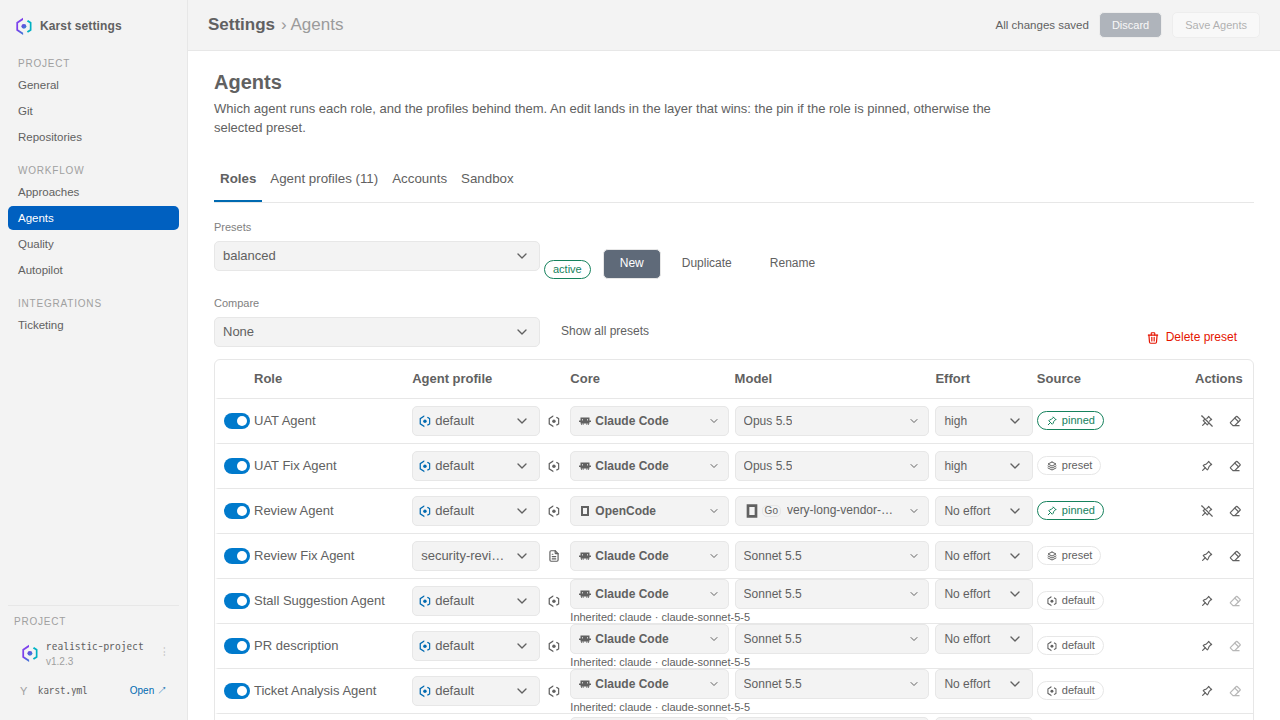 Karst settings
Settings › Agents
All changes saved
Discard
Save Agents
PROJECT
General
Git
Repositories
WORKFLOW
Approaches
Agents
Quality
Autopilot
INTEGRATIONS
Ticketing
PROJECT
realistic-project
v1.2.3
Y karst.yml
Open ↗
Agents
Which agent runs each role, and the profiles behind them. An edit lands in the layer that wins: the pin if the role is pinned, otherwise the
selected preset.
Roles Agent profiles (11) Accounts Sandbox
Presets
balanced
active
New
Duplicate
Rename
Compare
None
Show all presets
Delete preset
Role Agent profile Core Model Effort Source Actions
UAT Agent default Claude Code Opus 5.5 high pinned
UAT Fix Agent default Claude Code Opus 5.5 high preset
Review Agent default OpenCode Go very-long-vendor-… No effort pinned
Review Fix Agent security-revi… Claude Code Sonnet 5.5 No effort preset
Stall Suggestion Agent default Claude Code Sonnet 5.5 No effort default
Inherited: claude · claude-sonnet-5-5
PR description default Claude Code Sonnet 5.5 No effort default
Inherited: claude · claude-sonnet-5-5
Ticket Analysis Agent default Claude Code Sonnet 5.5 No effort default
Inherited: claude · claude-sonnet-5-5